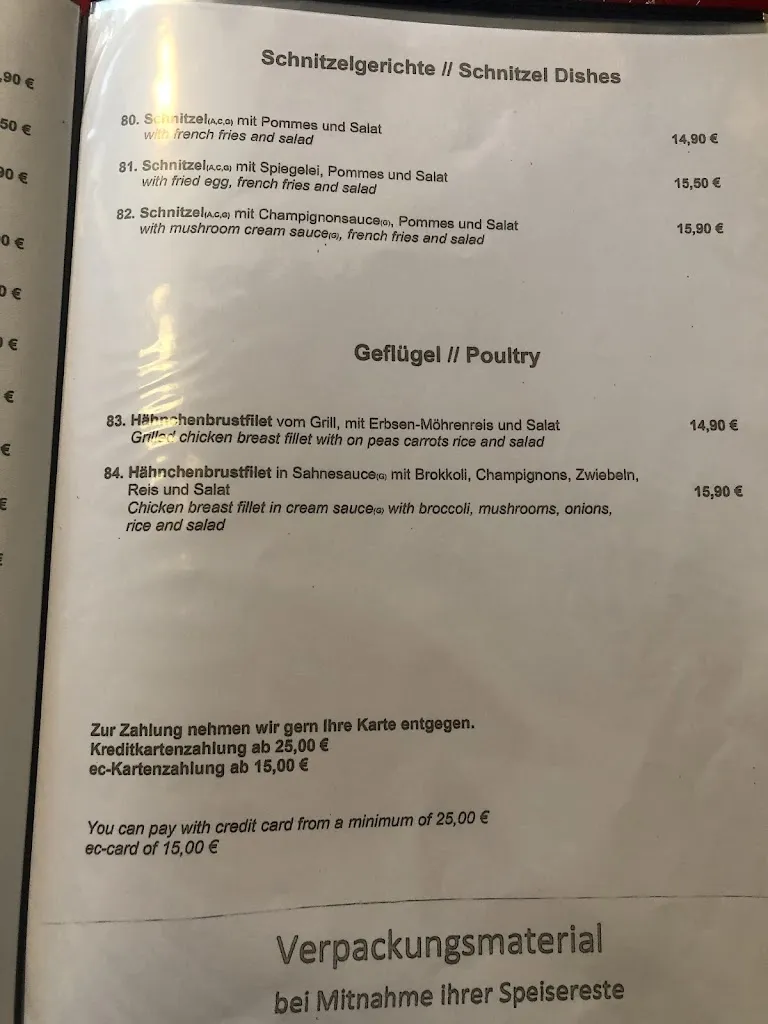 Schnitzelgerichte // Schnitzel Dishes
80. Schnitzel(A,C,G) mit Pommes und Salat
with french fries and salad
14,90 €
81. Schnitzel(A,C,G) mit Spiegelei, Pommes und Salat
with fried egg, french fries and salad
15,50 €
82. Schnitzel(A,C,G) mit Champignonsauce(G), Pommes und Salat
with mushroom cream sauce(G), french fries and salad
15,90 €
Geflügel // Poultry
83. Hähnchenbrustfilet vom Grill, mit Erbsen-Möhrenreis und Salat
Grilled chicken breast fillet with on peas carrots rice and salad
14,90 €
84. Hähnchenbrustfilet in Sahnesauce(G) mit Brokkoli, Champignons, Zwiebeln,
Reis und Salat
Chicken breast fillet in cream sauce(G) with broccoli, mushrooms, onions,
rice and salad
15,90 €
Zur Zahlung nehmen wir gern Ihre Karte entgegen.
Kreditkartenzahlung ab 25,00 €
ec-Kartenzahlung ab 15,00 €
You can pay with credit card from a minimum of 25,00 €
ec-card of 15,00 €
Verpackungsmaterial
bei Mitnahme ihrer Speisereste